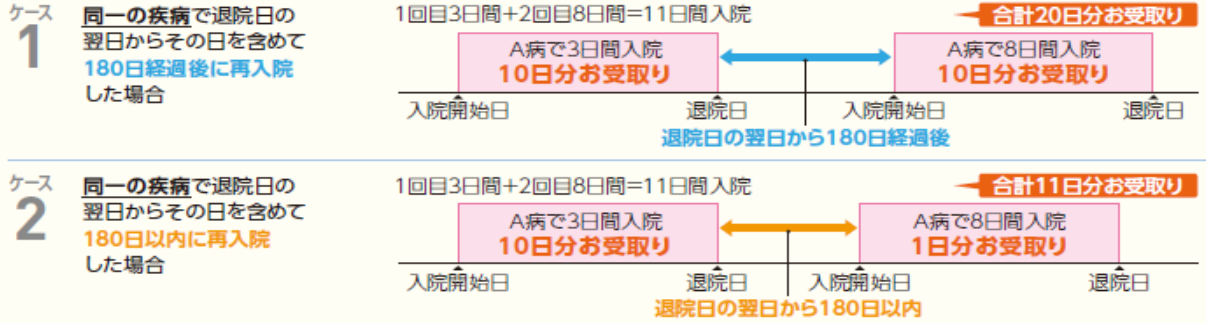 ケース
1
同一の疾病で退院日の
翌日からその日を含めて
180日経過後に再入院
した場合
1回目3日間+2回目8日間=11日間入院
合計20日分お受取り
A病で3日間入院
10日分お受取り
A病で8日間入院
10日分お受取り
入院開始日
退院日
入院開始日
退院日
退院日の翌日から180日経過後
ケース
2
同一の疾病で退院日の
翌日からその日を含めて
180日以内に再入院
した場合
1回目3日間+2回目8日間=11日間入院
合計11日分お受取り
A病で3日間入院
10日分お受取り
A病で8日間入院
1日分お受取り
入院開始日
退院日
入院開始日
退院日
退院日の翌日から180日以内